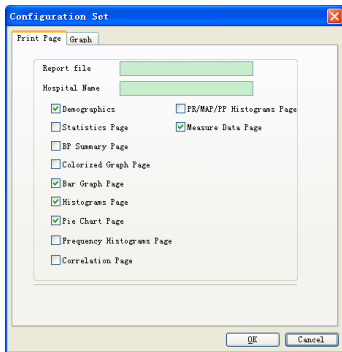 Configuration Set
Print Page Graph
Report file
Hospital Name
Demographics PR/MAP/PP Histograms Page
Statistics Page Measure Data Page
BP Summary Page
Colorized Graph Page
Bar Graph Page
Histograms Page
Pie Chart Page
Frequency Histograms Page
Correlation Page
OK Cancel